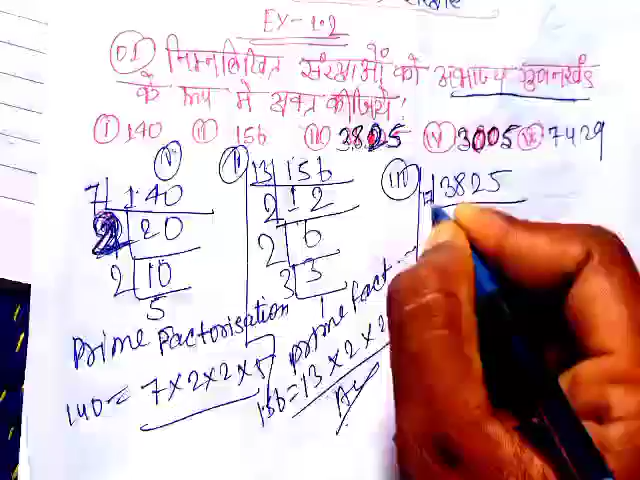 EX-1.2
01 निम्नलिखित संख्याओं को अभाज्य गुणनखंड
के रूप में व्यक्त कीजिये
I 140 II 156 III 3825 IV 3005 V 7429
II III
7 140
2 20
2 10
5
13 156
2 12
2 6
3 3
1
17 3825
Prime Factorisation
140 = 7×2×2×5
Prime Fact...
156 = 13×2×2